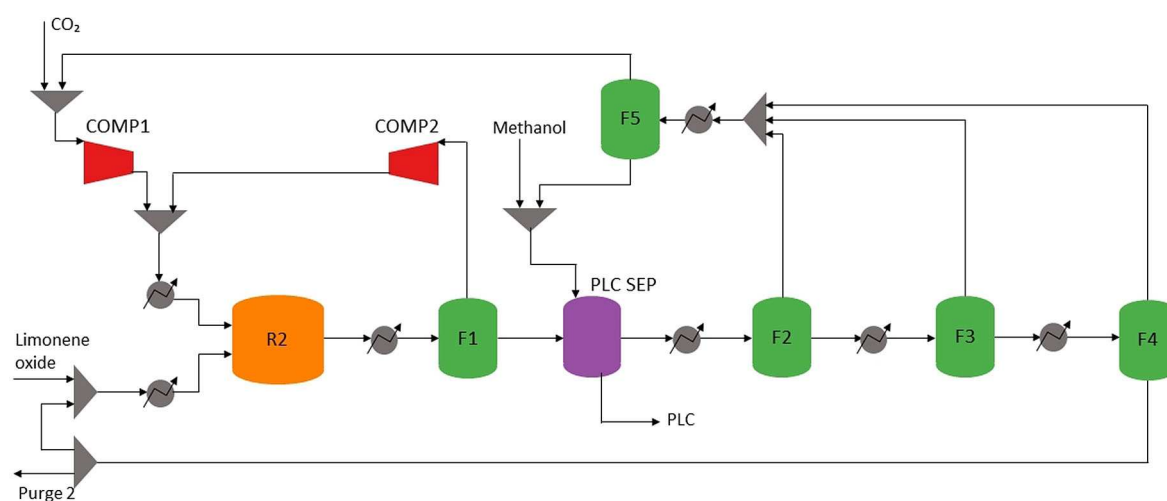 CO₂
COMP1
COMP2
Methanol
F5
PLC SEP
R2
F1
F2
F3
F4
Limonene
oxide
PLC
Purge 2